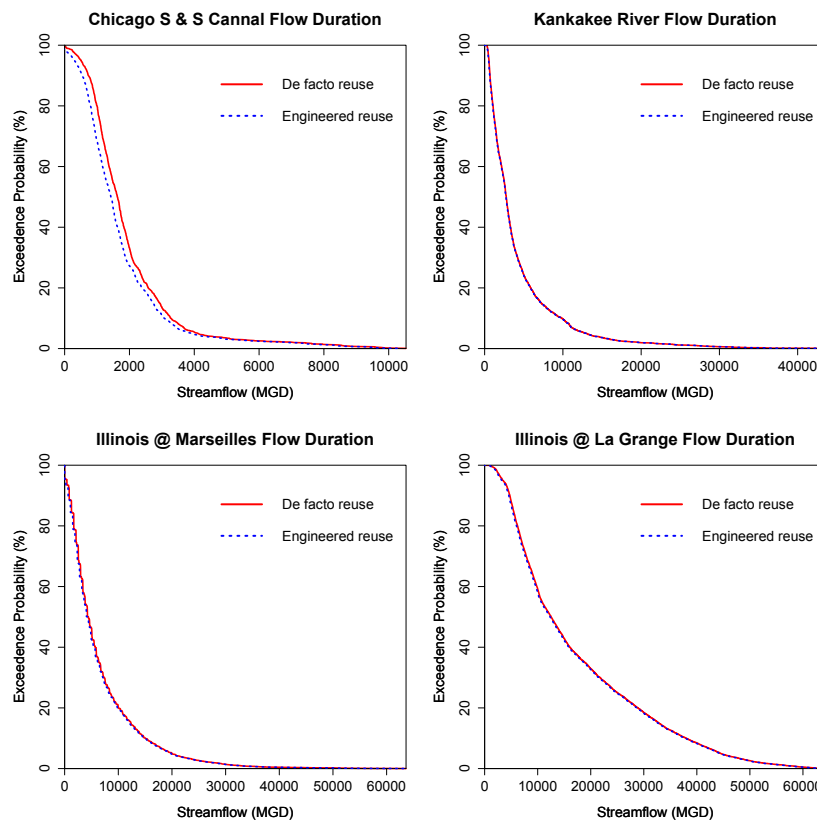 Chicago S & S Cannal Flow Duration
Exceedence Probability (%)
100
80
60
40
20
0
De facto reuse
Engineered reuse
0 2000 4000 6000 8000 10000
Streamflow (MGD)
Kankakee River Flow Duration
Exceedence Probability (%)
100
80
60
40
20
0
De facto reuse
Engineered reuse
0 10000 20000 30000 40000
Streamflow (MGD)
Illinois @ Marseilles Flow Duration
Exceedence Probability (%)
100
80
60
40
20
0
De facto reuse
Engineered reuse
0 10000 20000 30000 40000 50000 60000
Streamflow (MGD)
Illinois @ La Grange Flow Duration
Exceedence Probability (%)
100
80
60
40
20
0
De facto reuse
Engineered reuse
0 10000 20000 30000 40000 50000 60000
Streamflow (MGD)